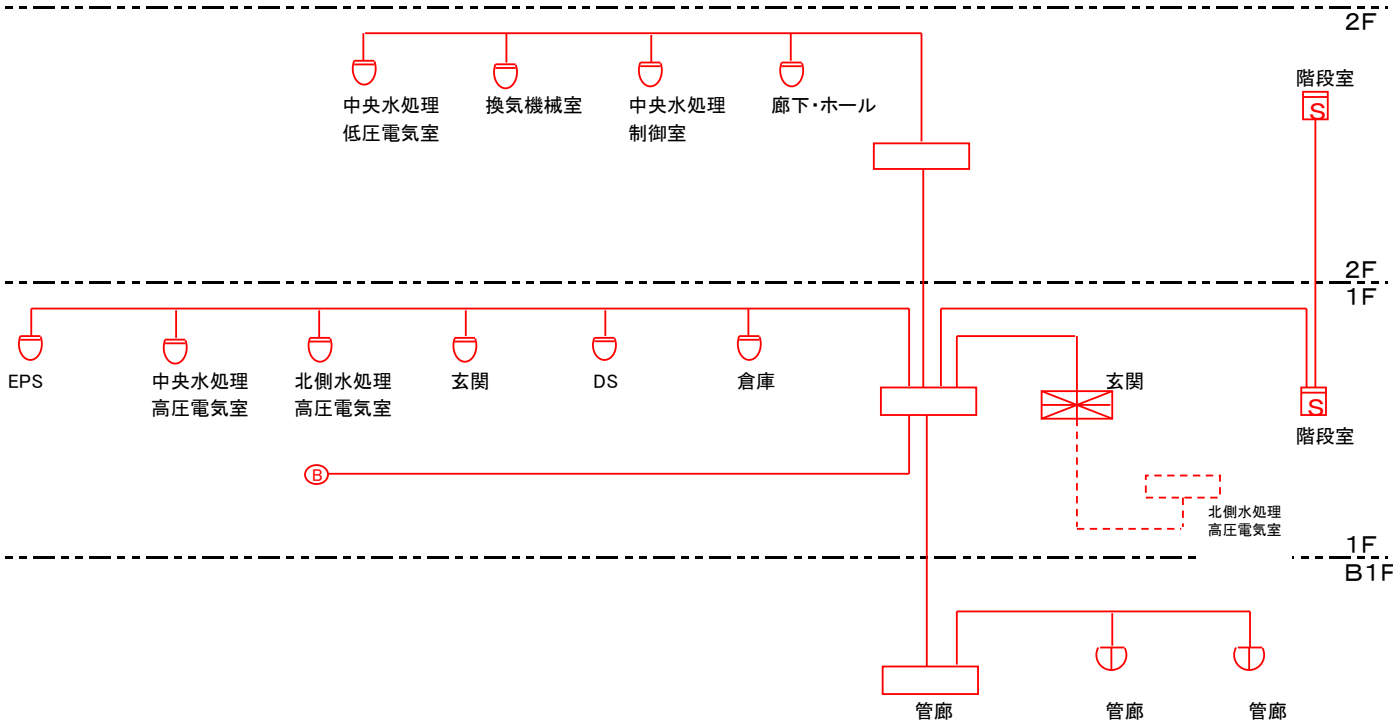 2F
階段室
S
中央水処理
低圧電気室
換気機械室
中央水処理
制御室
廊下・ホール
2F
1F
EPS
中央水処理
高圧電気室
北側水処理
高圧電気室
玄関
DS
倉庫
玄関
S
階段室
B
北側水処理
高圧電気室
1F
B1F
管廊
管廊
管廊